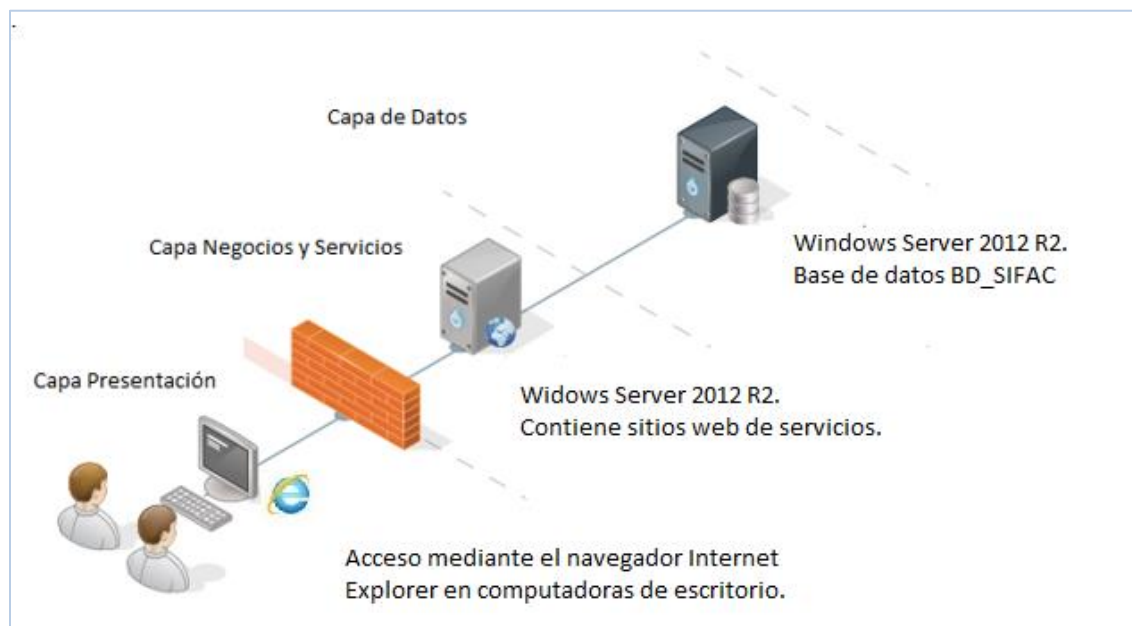 Capa de Datos
Windows Server 2012 R2.
Base de datos BD_SIFAC
Capa Negocios y Servicios
Widows Server 2012 R2.
Contiene sitios web de servicios.
Capa Presentación
Acceso mediante el navegador Internet
Explorer en computadoras de escritorio.